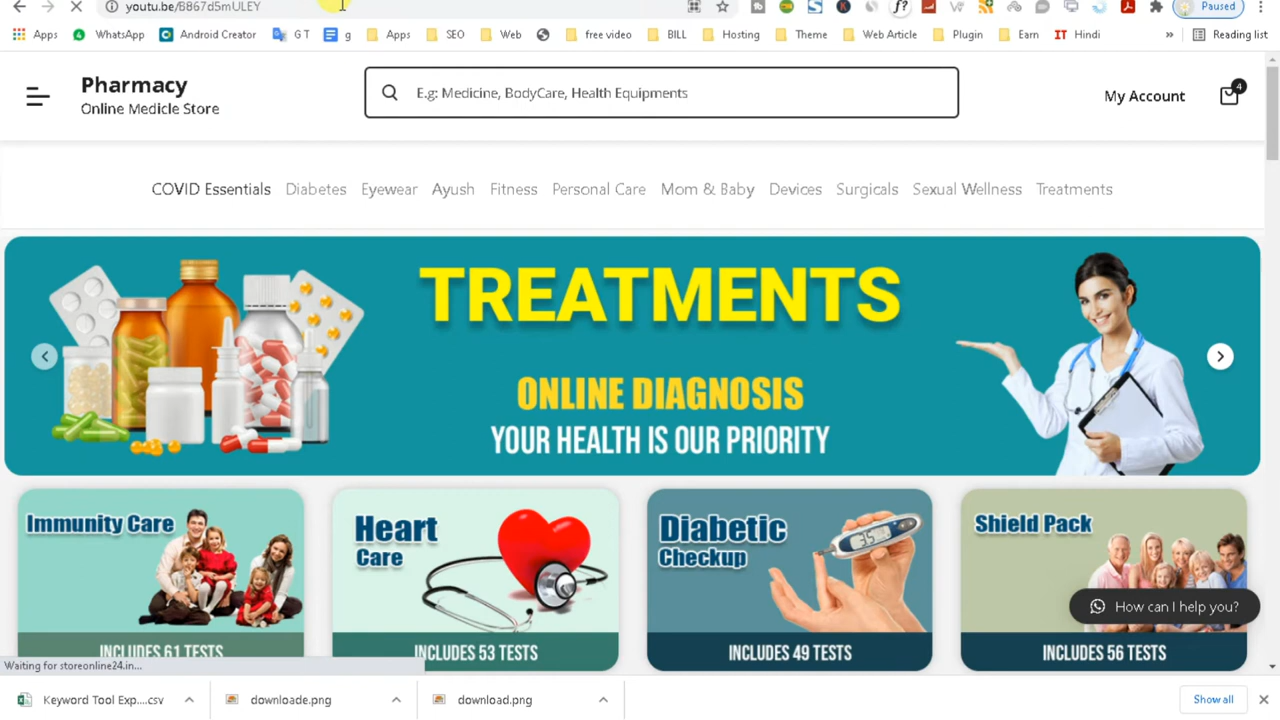 youtu.be/8867d5mULEY
Paused
Apps WhatsApp Android Creator G T g Apps SEO Web free video BILL Hosting Theme Web Article Plugin Earn IT Hindi » Reading list
Pharmacy
Online Medicle Store
E.g: Medicine, BodyCare, Health Equipments
My Account
4
COVID Essentials Diabetes Eyewear Ayush Fitness Personal Care Mom & Baby Devices Surgicals Sexual Wellness Treatments
TREATMENTS
ONLINE DIAGNOSIS
YOUR HEALTH IS OUR PRIORITY
Immunity Care
INCLUDES 61 TESTS
Heart
Care
INCLUDES 53 TESTS
Diabetic
Checkup
INCLUDES 49 TESTS
Shield Pack
INCLUDES 56 TESTS
How can I help you?
Waiting for storeonline24.in...
Keyword Tool Exp....csv
downloade.png
download.png
Show all